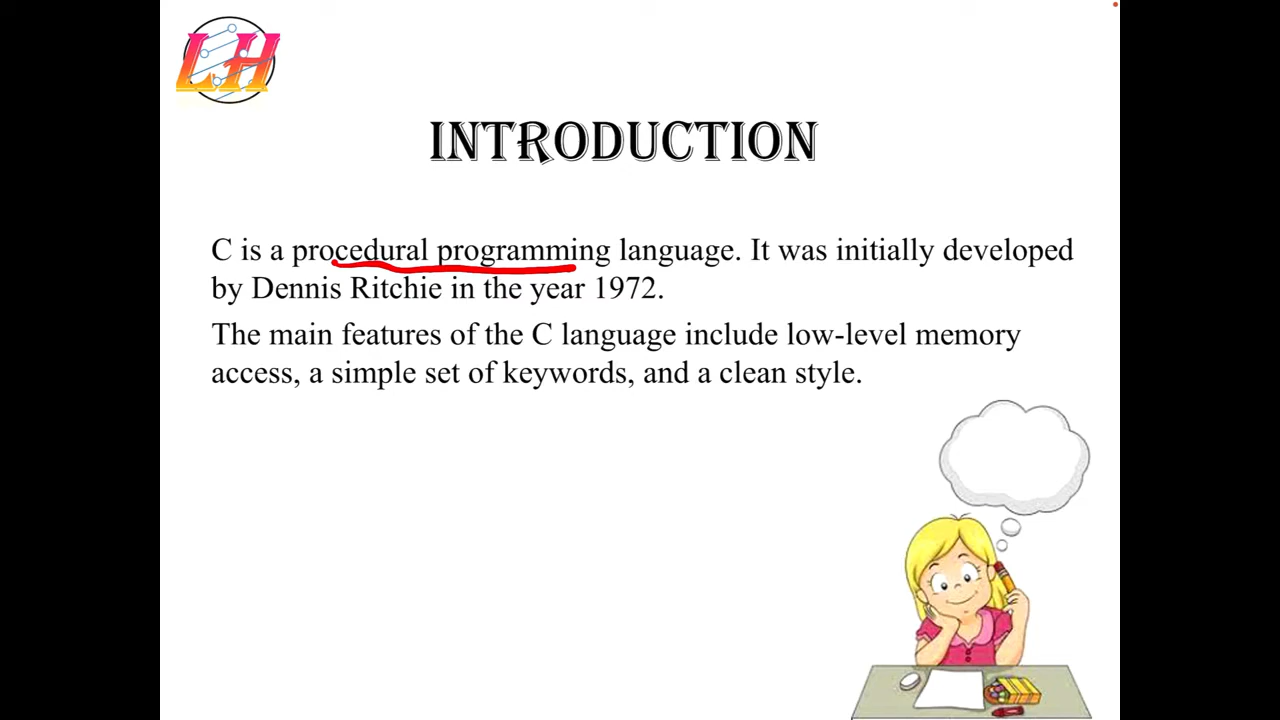 LH
INTRODUCTION
C is a procedural programming language. It was initially developed
by Dennis Ritchie in the year 1972.
The main features of the C language include low-level memory
access, a simple set of keywords, and a clean style.